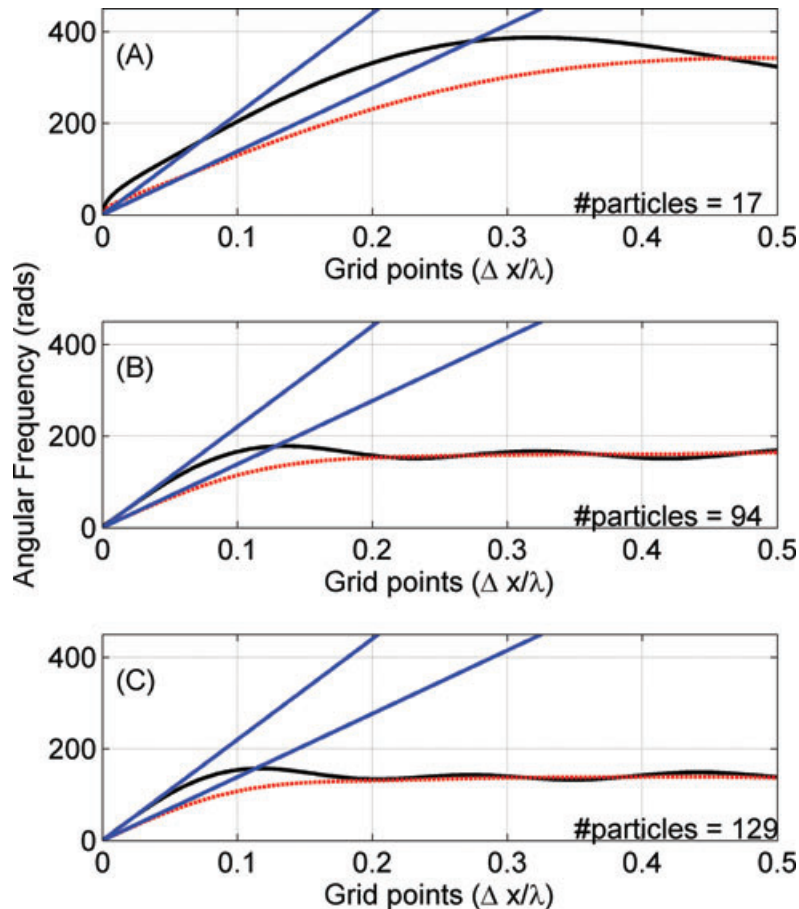 Angular Frequency (rads)
400
200
0
(A)
#particles = 17
0 0.1 0.2 0.3 0.4 0.5
Grid points (Δ x/λ)
400
200
0
(B)
#particles = 94
0 0.1 0.2 0.3 0.4 0.5
Grid points (Δ x/λ)
400
200
0
(C)
#particles = 129
0 0.1 0.2 0.3 0.4 0.5
Grid points (Δ x/λ)